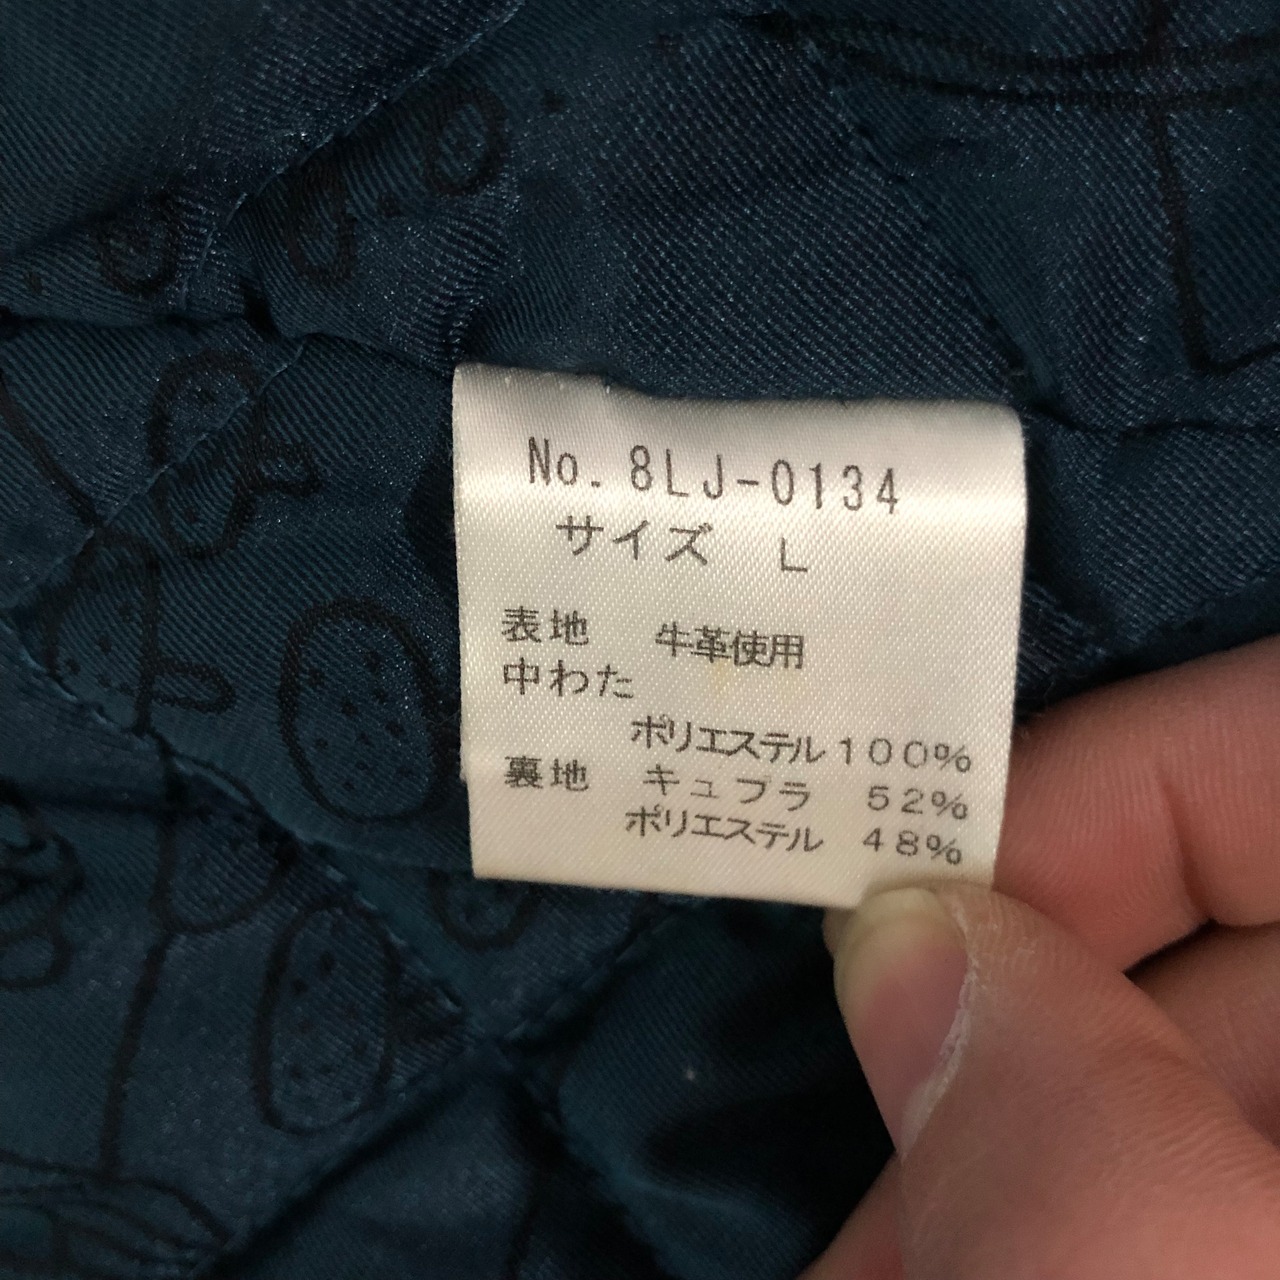 No. 8LJ-0134
サイズ L
表地 牛革使用
中わた
ポリエステル100%
裏地 キュプラ 52%
ポリエステル 48%